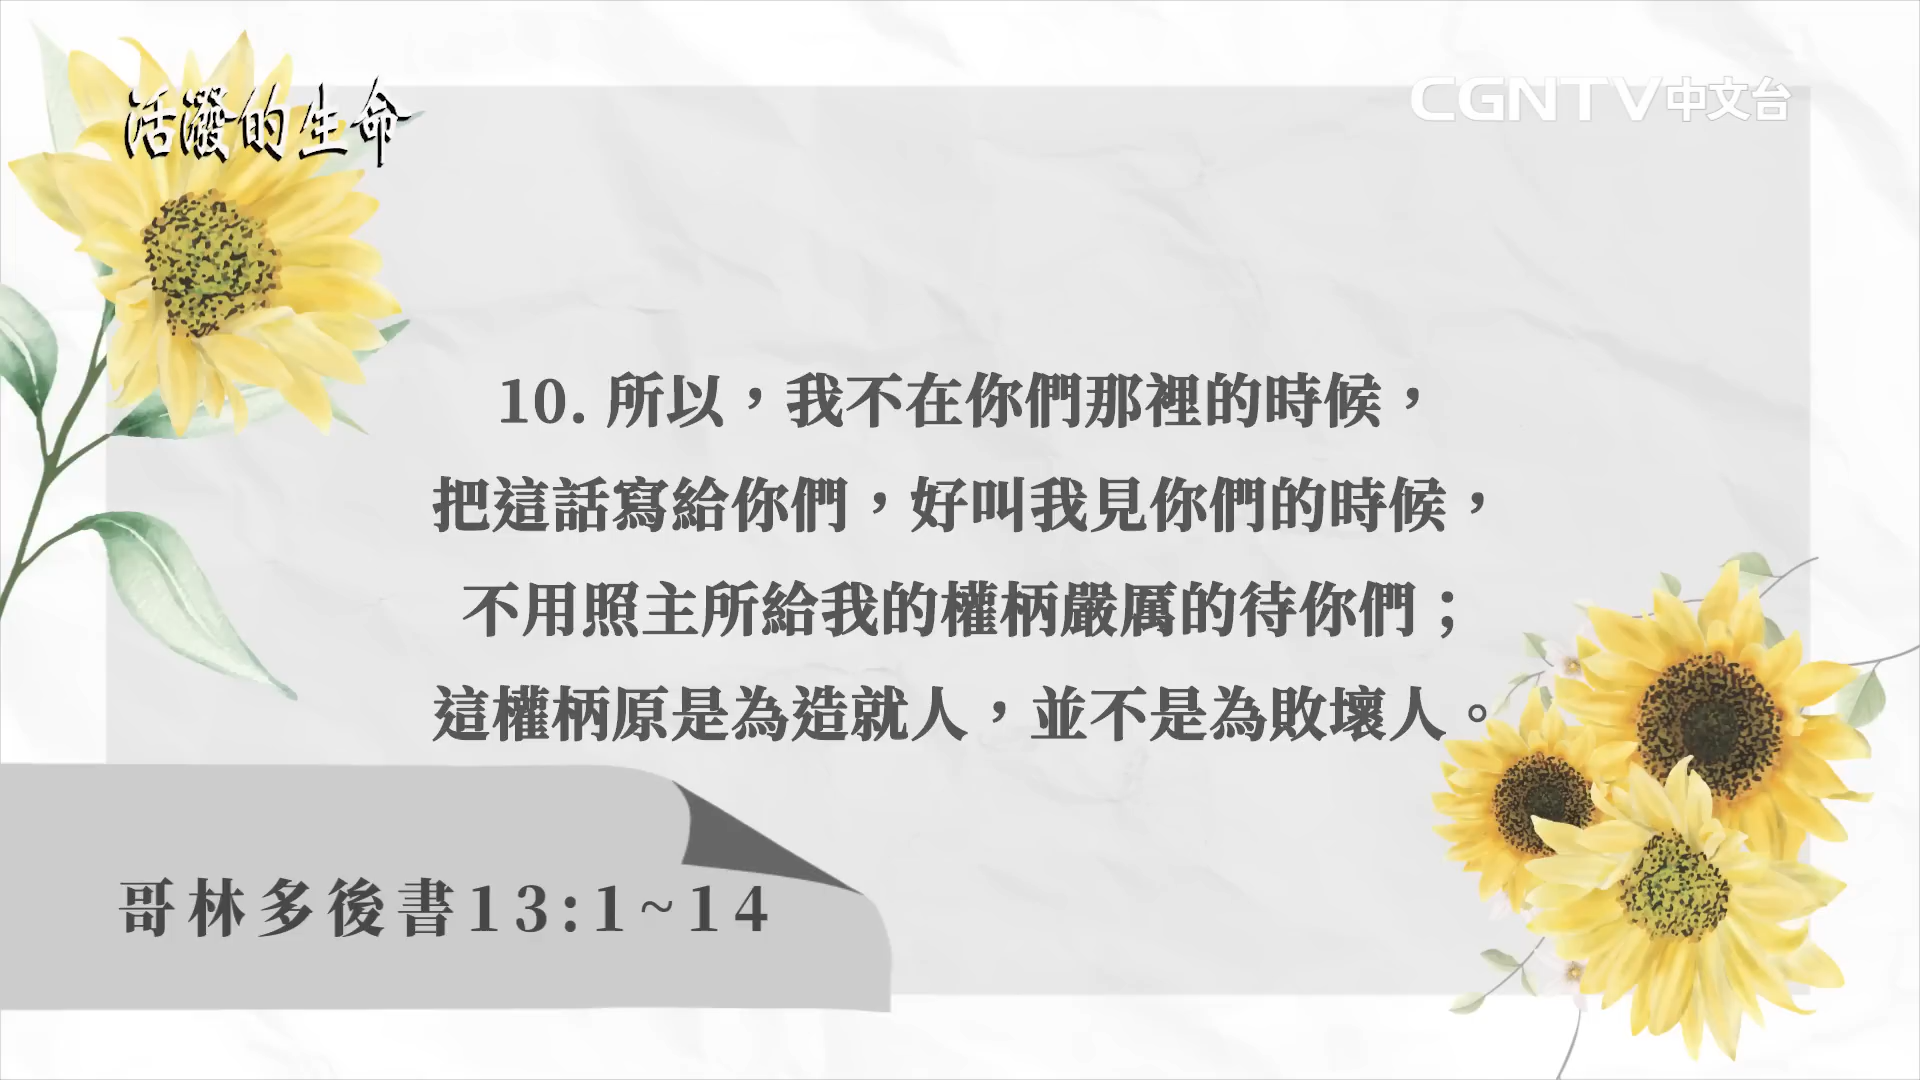 活潑的生命
CGNTV中文台
10. 所以，我不在你們那裡的時候，
把這話寫給你們，好叫我見你們的時候，
不用照主所給我的權柄嚴厲的待你們；
這權柄原是為造就人，並不是為敗壞人。
哥林多後書13:1~14